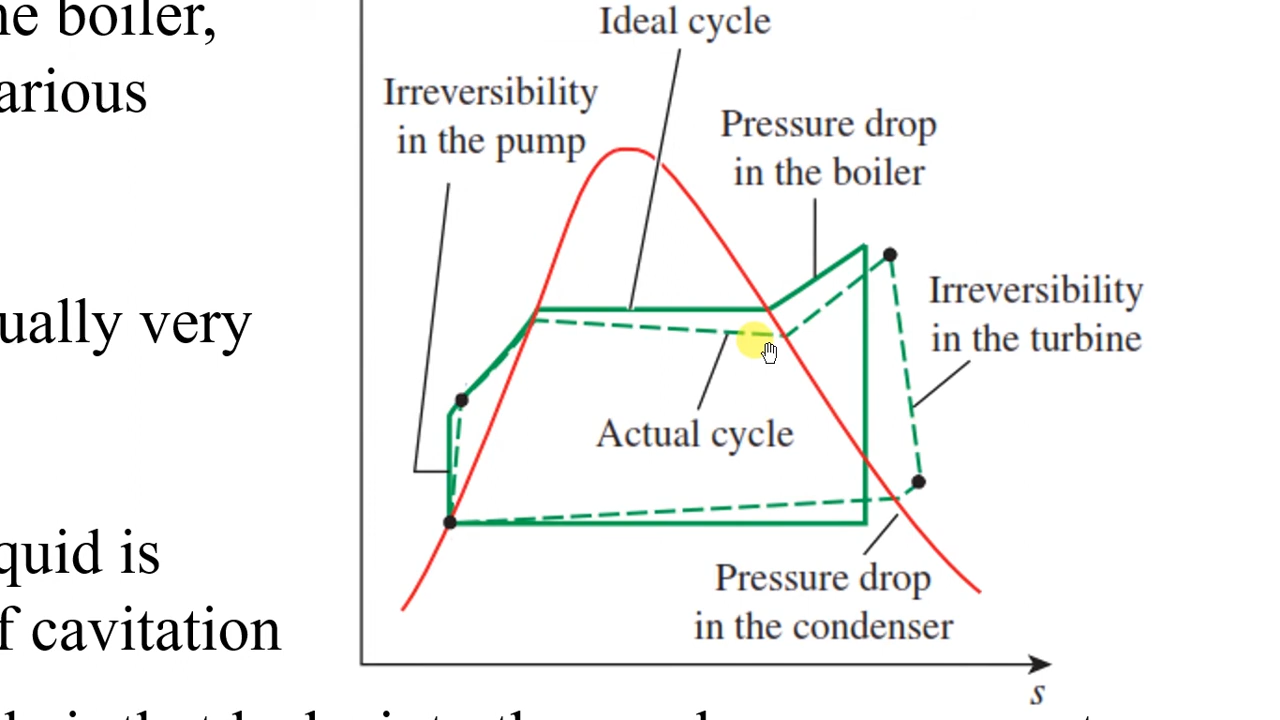 he boiler,
arious
ually very
quid is
f cavitation
Ideal cycle
Irreversibility
in the pump
Pressure drop
in the boiler
Irreversibility
in the turbine
Actual cycle
Pressure drop
in the condenser
s